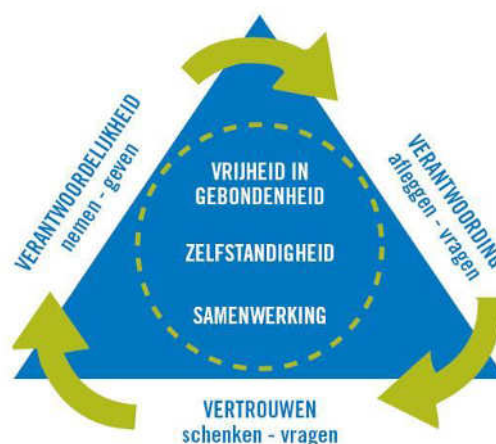 VERANTWOORDELIJKHEID
nemen - geven
VERANTWOORDING
afleggen - vragen
VRIJHEID IN
GEBONDENHEID
ZELFSTANDIGHEID
SAMENWERKING
VERTROUWEN
schenken - vragen